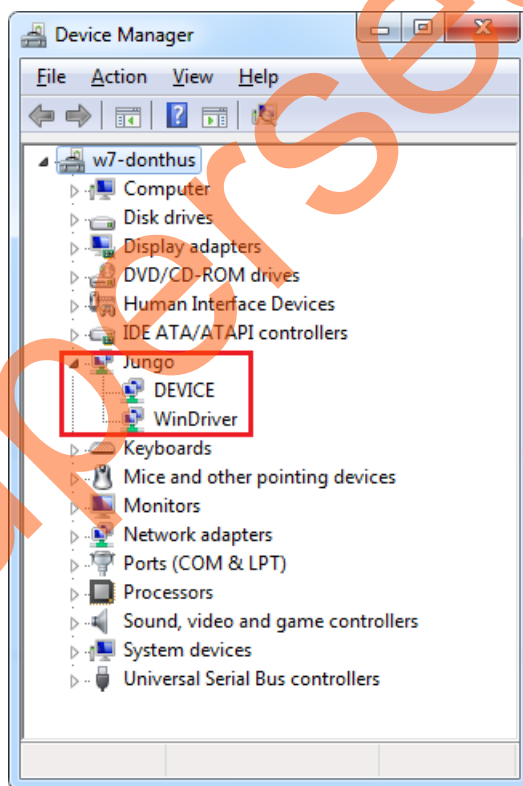 Device Manager
File Action View Help
w7-donthus
Computer
Disk drives
Display adapters
DVD/CD-ROM drives
Human Interface Devices
IDE ATA/ATAPI controllers
Jungo
DEVICE
WinDriver
Keyboards
Mice and other pointing devices
Monitors
Network adapters
Ports (COM & LPT)
Processors
Sound, video and game controllers
System devices
Universal Serial Bus controllers